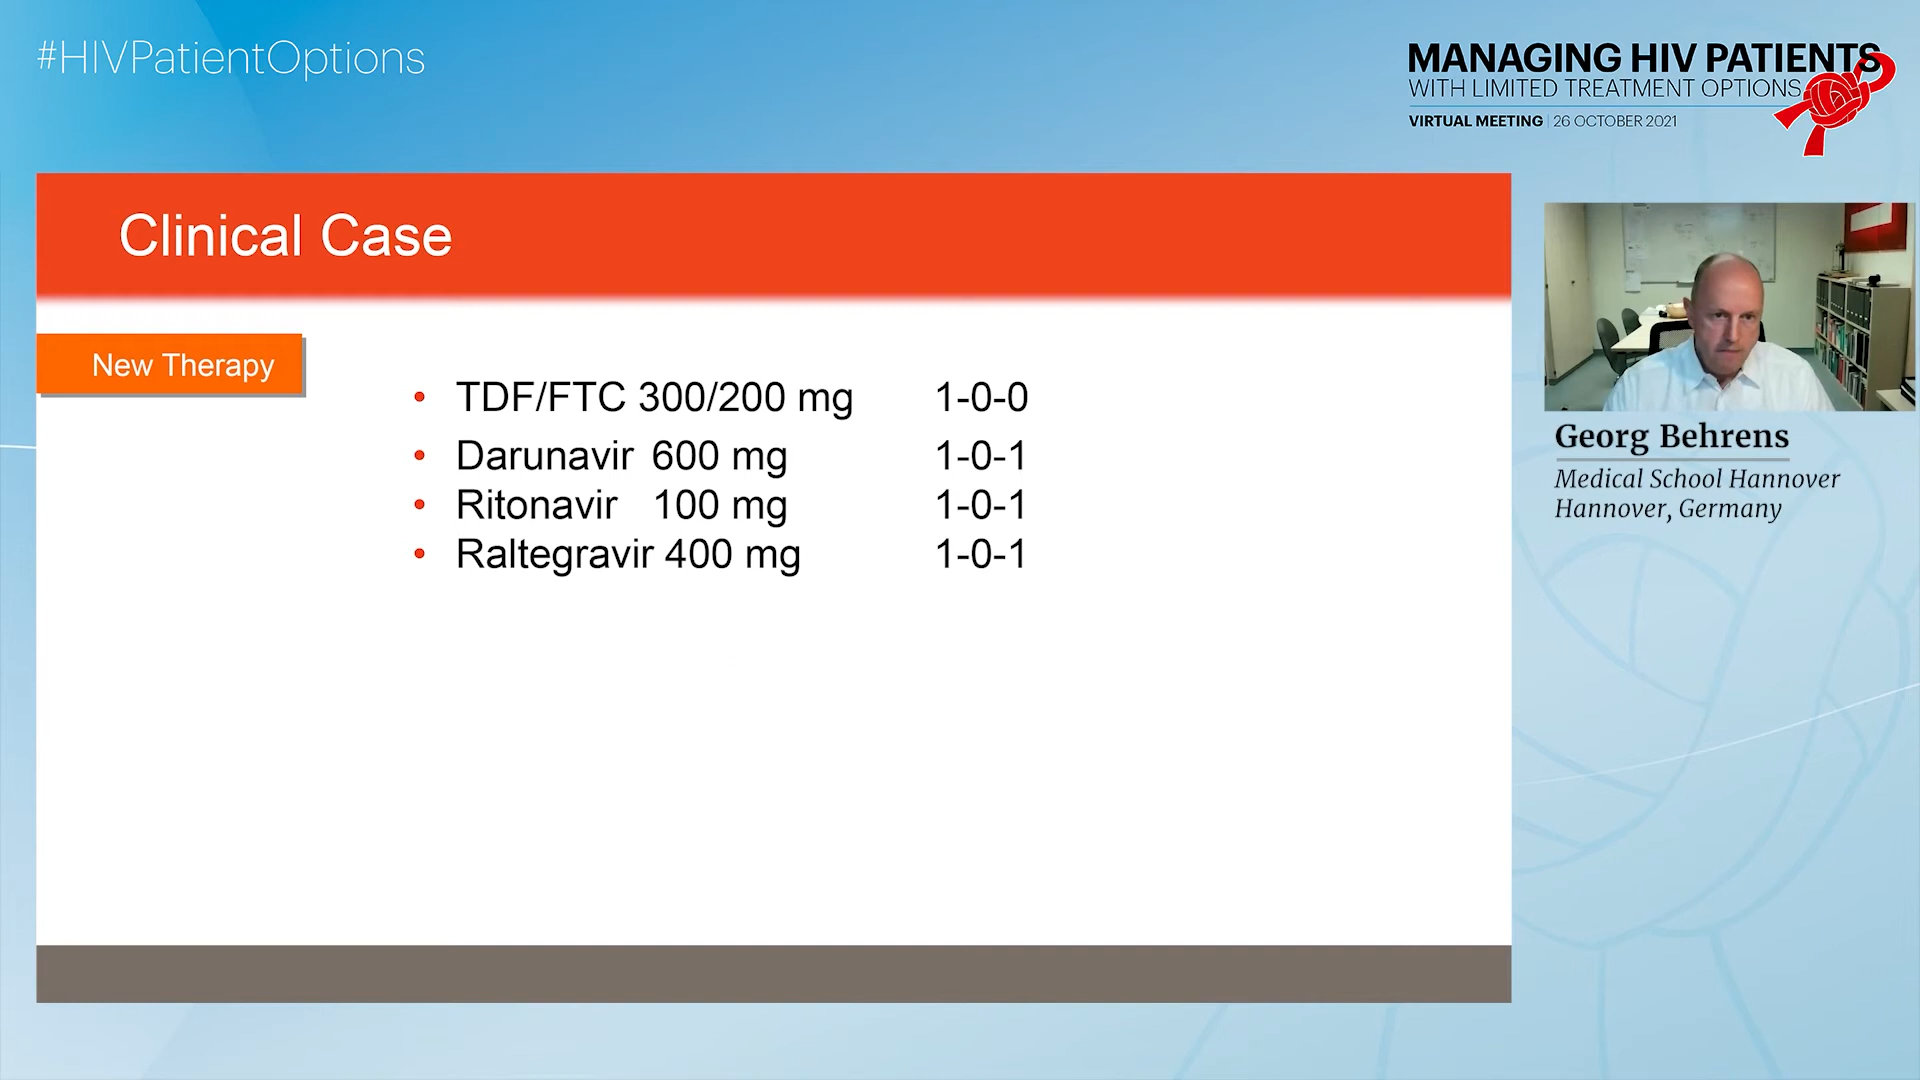 #HIVPatientOptions
MANAGING HIV PATIENTS
WITH LIMITED TREATMENT OPTIONS
VIRTUAL MEETING | 26 OCTOBER 2021
Clinical Case
New Therapy
• TDF/FTC 300/200 mg 1-0-0
• Darunavir 600 mg 1-0-1
• Ritonavir 100 mg 1-0-1
• Raltegravir 400 mg 1-0-1
Georg Behrens
Medical School Hannover
Hannover, Germany